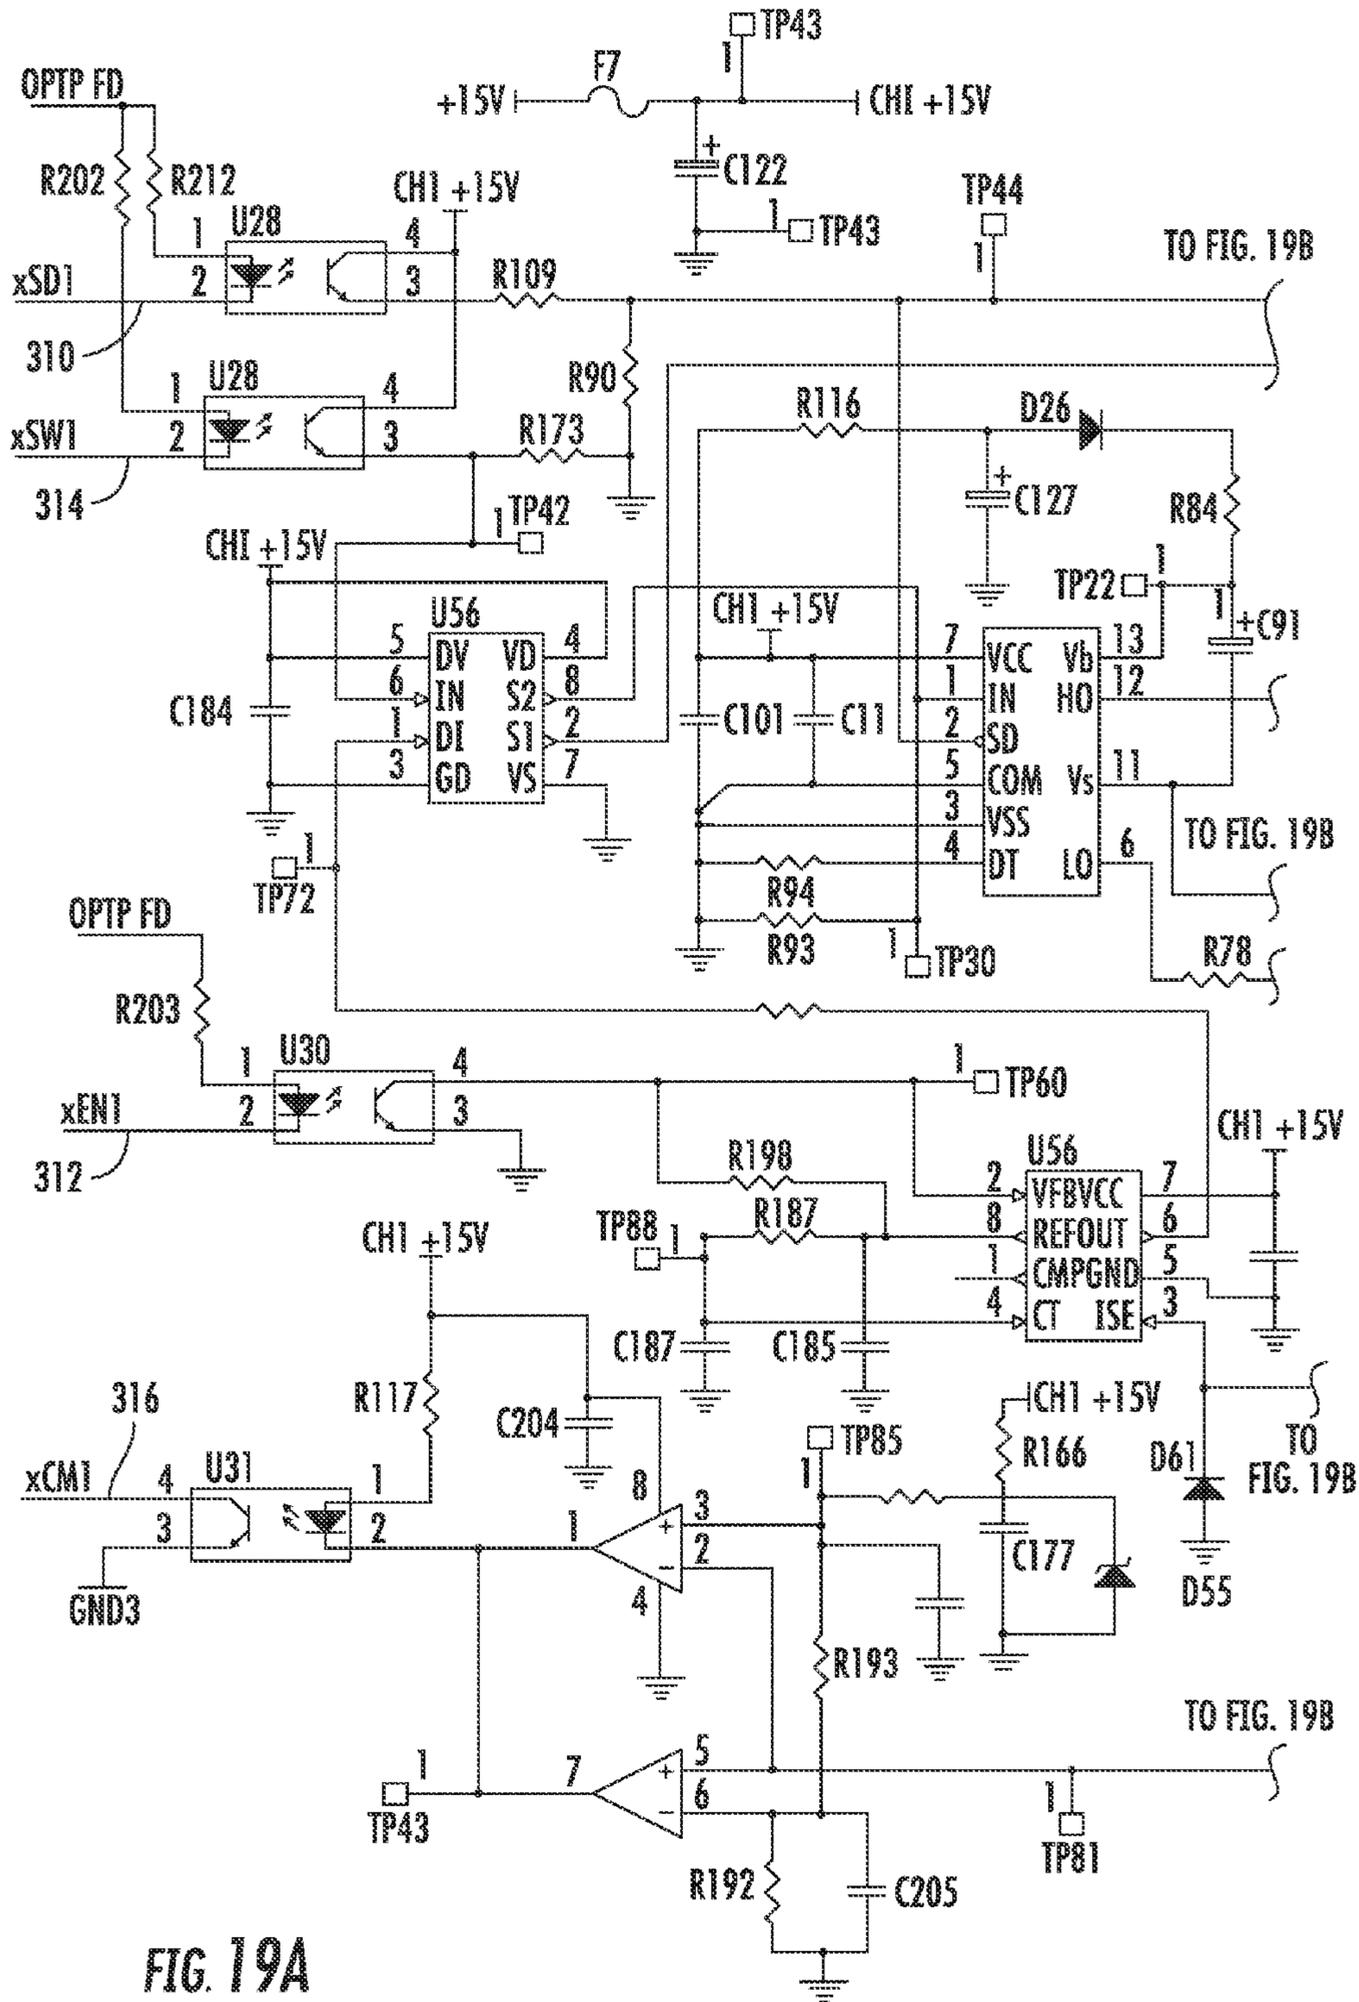 TP43
1
F7
+15V
CHI +15V
C122
1
TP43
OPTP FD
R202
R212
CH1 +15V
U28
1
2
4
3
xSD1
310
R109
TP44
1
TO FIG. 19B
R90
U28
1
2
4
3
xSW1
314
R173
1
TP42
R116
D26
C127
R84
CHI +15V
U56
5
6
1
3
DV
IN
DI
GD
VD
S2
S1
VS
4
8
2
7
C184
CH1 +15V
C101
C11
7
1
2
5
3
4
VCC
IN
SD
COM
VSS
DT
Vb
HO
Vs
LO
13
12
11
6
TP22
1
1
C91
TO FIG. 19B
R94
R93
1
TP30
R78
1
TP72
OPTP FD
R203
U30
1
2
4
3
xEN1
312
1
TP60
CH1 +15V
R198
R187
TP88
1
U56
2
8
1
4
VFBVCC
REFOUT
CMPGND
CT ISE
7
6
5
3
C187
C185
CH1 +15V
R117
C204
316
xCM1
U31
4
3
1
2
GND3
TP85
1
CH1 +15V
R166
C177
D61
D55
TO
FIG. 19B
8
1
3
2
4
+
−
R193
TO FIG. 19B
1
TP43
7
5
6
+
−
1
TP81
R192
C205
FIG. 19A